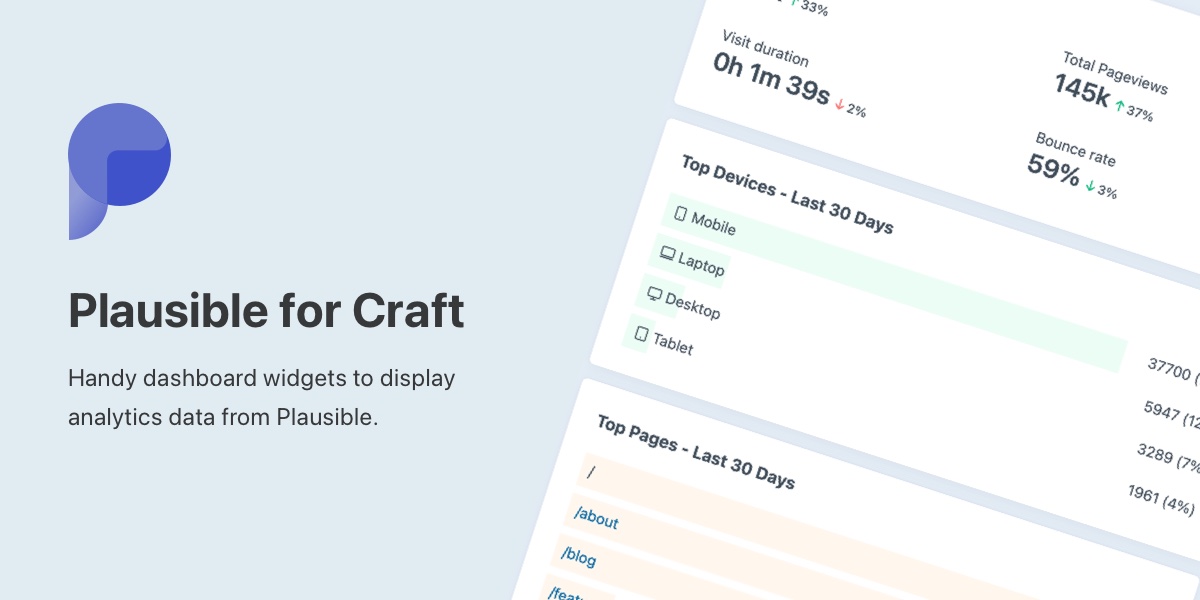 Plausible for Craft
Handy dashboard widgets to display
analytics data from Plausible.
33%
Visit duration
0h 1m 39s ↓ 2%
Total Pageviews
145k ↑ 37%
Bounce rate
59% ↓ 3%
Top Devices - Last 30 Days
Mobile
37700 (
Laptop
5947 (12
Desktop
3289 (7%
Tablet
1961 (4%)
Top Pages - Last 30 Days
/
/about
/blog